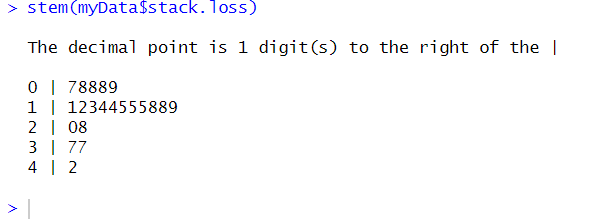 > stem(myData$stack.loss)
The decimal point is 1 digit(s) to the right of the |
0 | 78889
1 | 12344555889
2 | 08
3 | 77
4 | 2
>